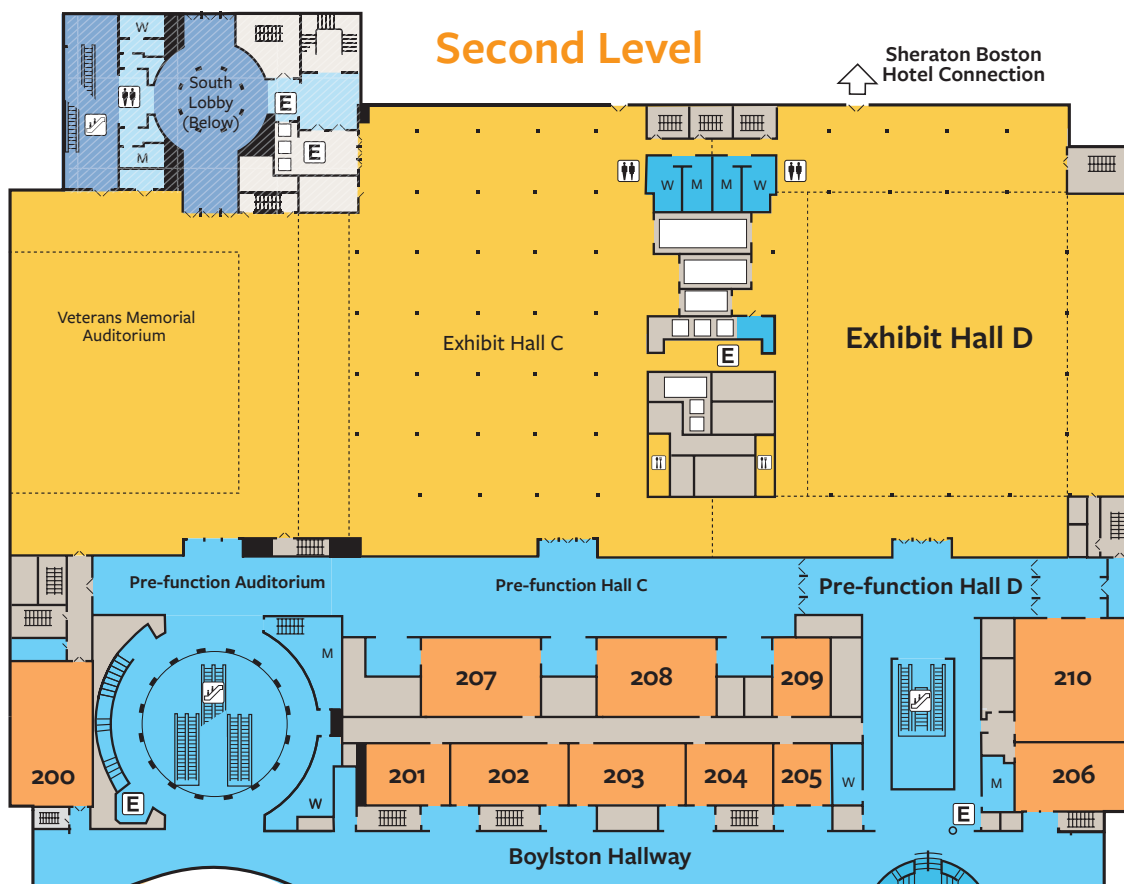 Second Level
Sheraton Boston
Hotel Connection
W
South
Lobby
(Below)
E
E
M
W
M
M
W
Veterans Memorial
Auditorium
Exhibit Hall C
Exhibit Hall D
E
Pre-function Auditorium
Pre-function Hall C
Pre-function Hall D
M
207
208
209
210
200
201
202
203
204
205
W
M
206
E
W
E
Boylston Hallway